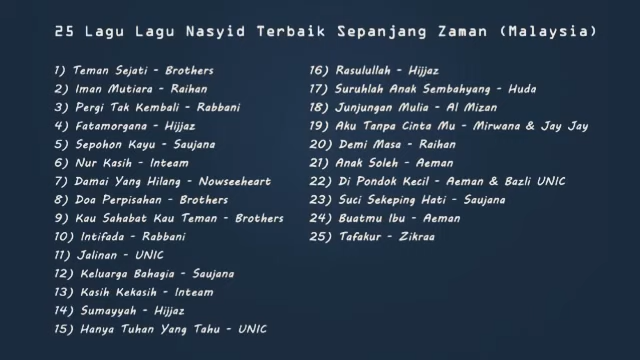 25 Lagu Lagu Nasyid Terbaik Sepanjang Zaman (Malaysia)
1) Teman Sejati - Brothers
2) Iman Mutiara - Raihan
3) Pergi Tak Kembali - Rabbani
4) Fatamorgana - Hijjaz
5) Sepohon Kayu - Saujana
6) Nur Kasih - Inteam
7) Damai Yang Hilang - Nowseeheart
8) Doa Perpisahan - Brothers
9) Kau Sahabat Kau Teman - Brothers
10) Intifada - Rabbani
11) Jalinan - UNIC
12) Keluarga Bahagia - Saujana
13) Kasih Kekasih - Inteam
14) Sumayyah - Hijjaz
15) Hanya Tuhan Yang Tahu - UNIC
16) Rasulullah - Hijjaz
17) Suruhlah Anak Sembahyang - Huda
18) Junjungan Mulia - Al Mizan
19) Aku Tanpa Cinta Mu - Mirwana & Jay Jay
20) Demi Masa - Raihan
21) Anak Soleh - Aeman
22) Di Pondok Kecil - Aeman & Bazli UNIC
23) Suci Sekeping Hati - Saujana
24) Buatmu Ibu - Aeman
25) Tafakur - Zikraa